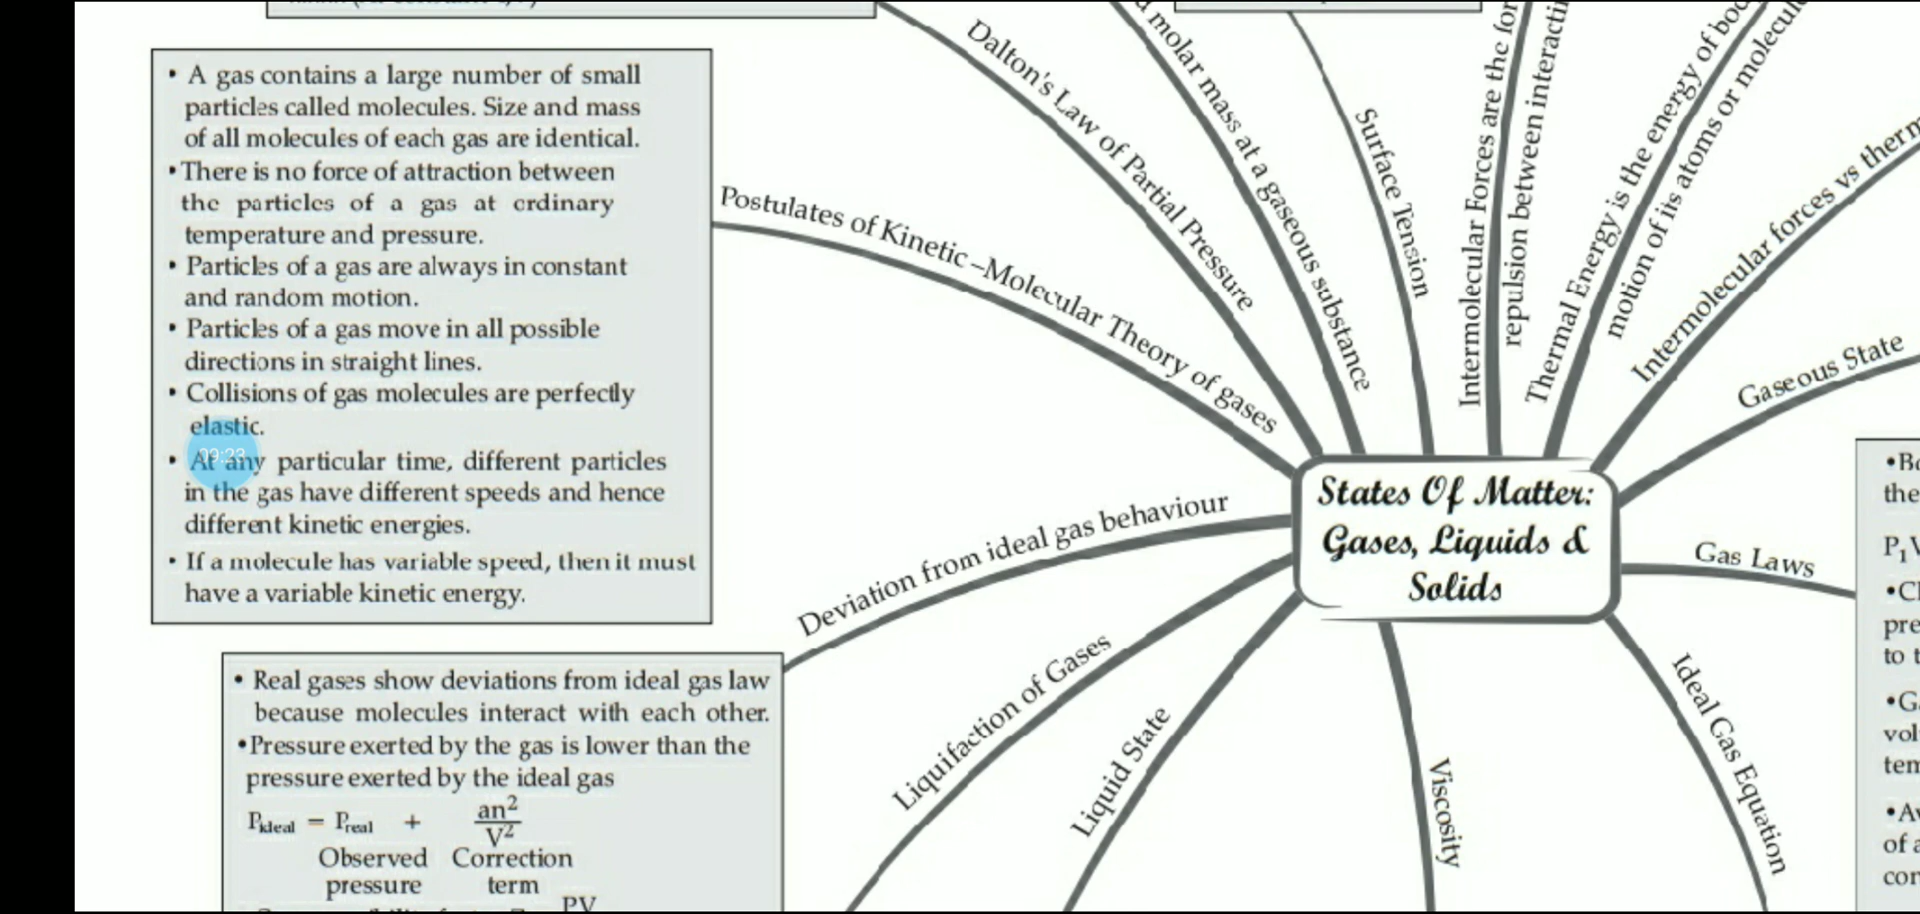 • A gas contains a large number of small
particles called molecules. Size and mass
of all molecules of each gas are identical.
•There is no force of attraction between
the particles of a gas at ordinary
temperature and pressure.
• Particles of a gas are always in constant
and random motion.
• Particles of a gas move in all possible
directions in straight lines.
• Collisions of gas molecules are perfectly
elastic.
09:23
• At any particular time, different particles
in the gas have different speeds and hence
different kinetic energies.
• If a molecule has variable speed, then it must
have a variable kinetic energy.
• Real gases show deviations from ideal gas law
because molecules interact with each other.
•Pressure exerted by the gas is lower than the
pressure exerted by the ideal gas
Pideal = Preal + an²/V²
Observed Correction
pressure term
PV
Postulates of Kinetic –Molecular Theory of gases
Dalton's Law of Partial Pressure
molar mass at a gaseous substance
Surface Tension
Intermolecular Forces are the
repulsion between
Thermal Energy is the energy of
motion of its atoms or
Intermolecular forces vs
Gaseous State
States Of Matter:
Gases, Liquids &
Solids
Gas Laws
Ideal Gas Equation
Viscosity
Liquid State
Liquifaction of Gases
Deviation from ideal gas behaviour
the
P₁V
to